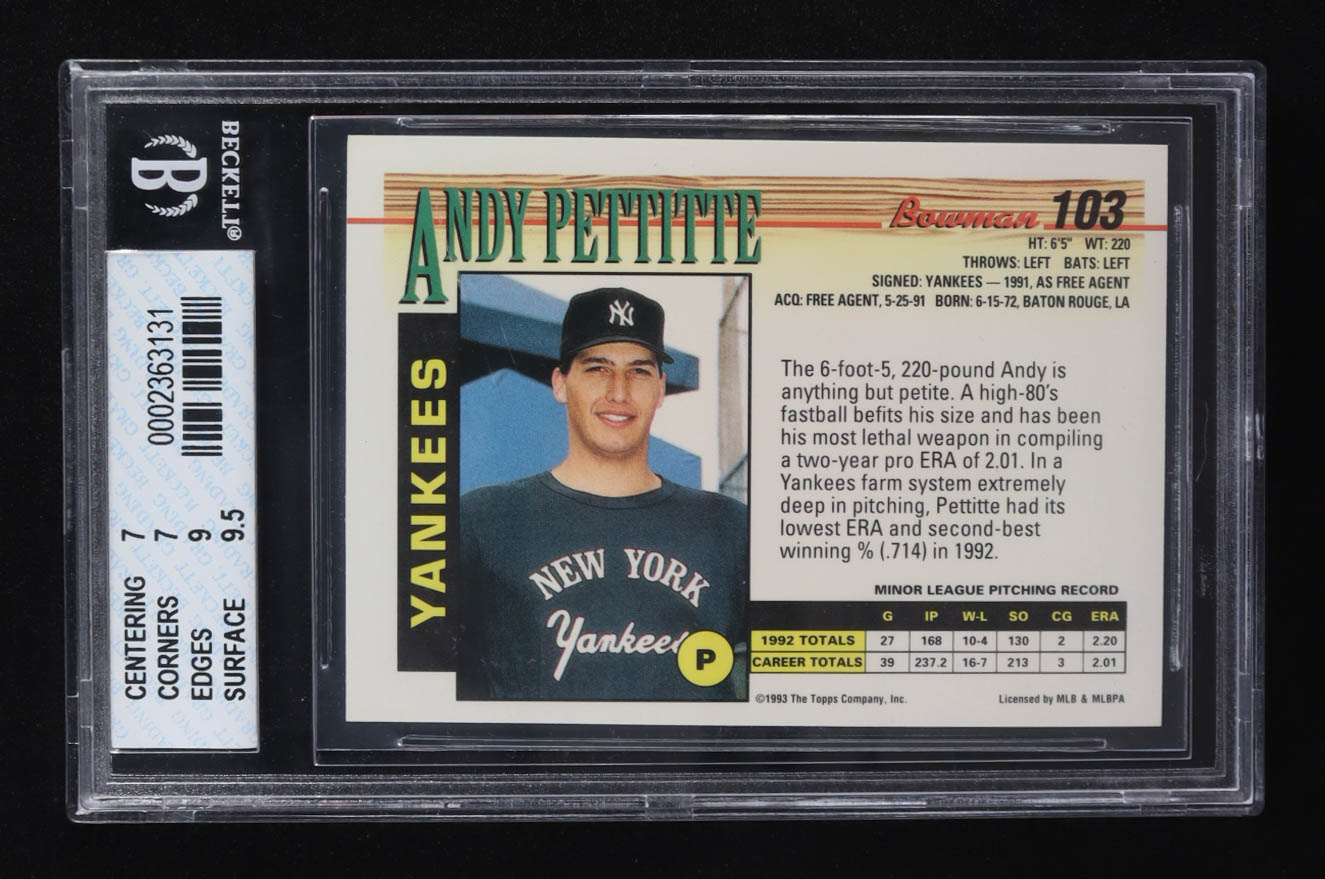 BECKETT®
B
0002363131
CENTERING 7
CORNERS 7
EDGES 9
SURFACE 9.5
ANDY PETTITTE
Bowman 103
HT: 6'5" WT: 220
THROWS: LEFT BATS: LEFT
SIGNED: YANKEES — 1991, AS FREE AGENT
ACQ: FREE AGENT, 5-25-91 BORN: 6-15-72, BATON ROUGE, LA
YANKEES
NY
NEW YORK
Yankees
P
The 6-foot-5, 220-pound Andy is
anything but petite. A high-80's
fastball befits his size and has been
his most lethal weapon in compiling
a two-year pro ERA of 2.01. In a
Yankees farm system extremely
deep in pitching, Pettitte had its
lowest ERA and second-best
winning % (.714) in 1992.
MINOR LEAGUE PITCHING RECORD
G IP W-L SO CG ERA
1992 TOTALS 27 168 10-4 130 2 2.20
CAREER TOTALS 39 237.2 16-7 213 3 2.01
©1993 The Topps Company, Inc. Licensed by MLB & MLBPA